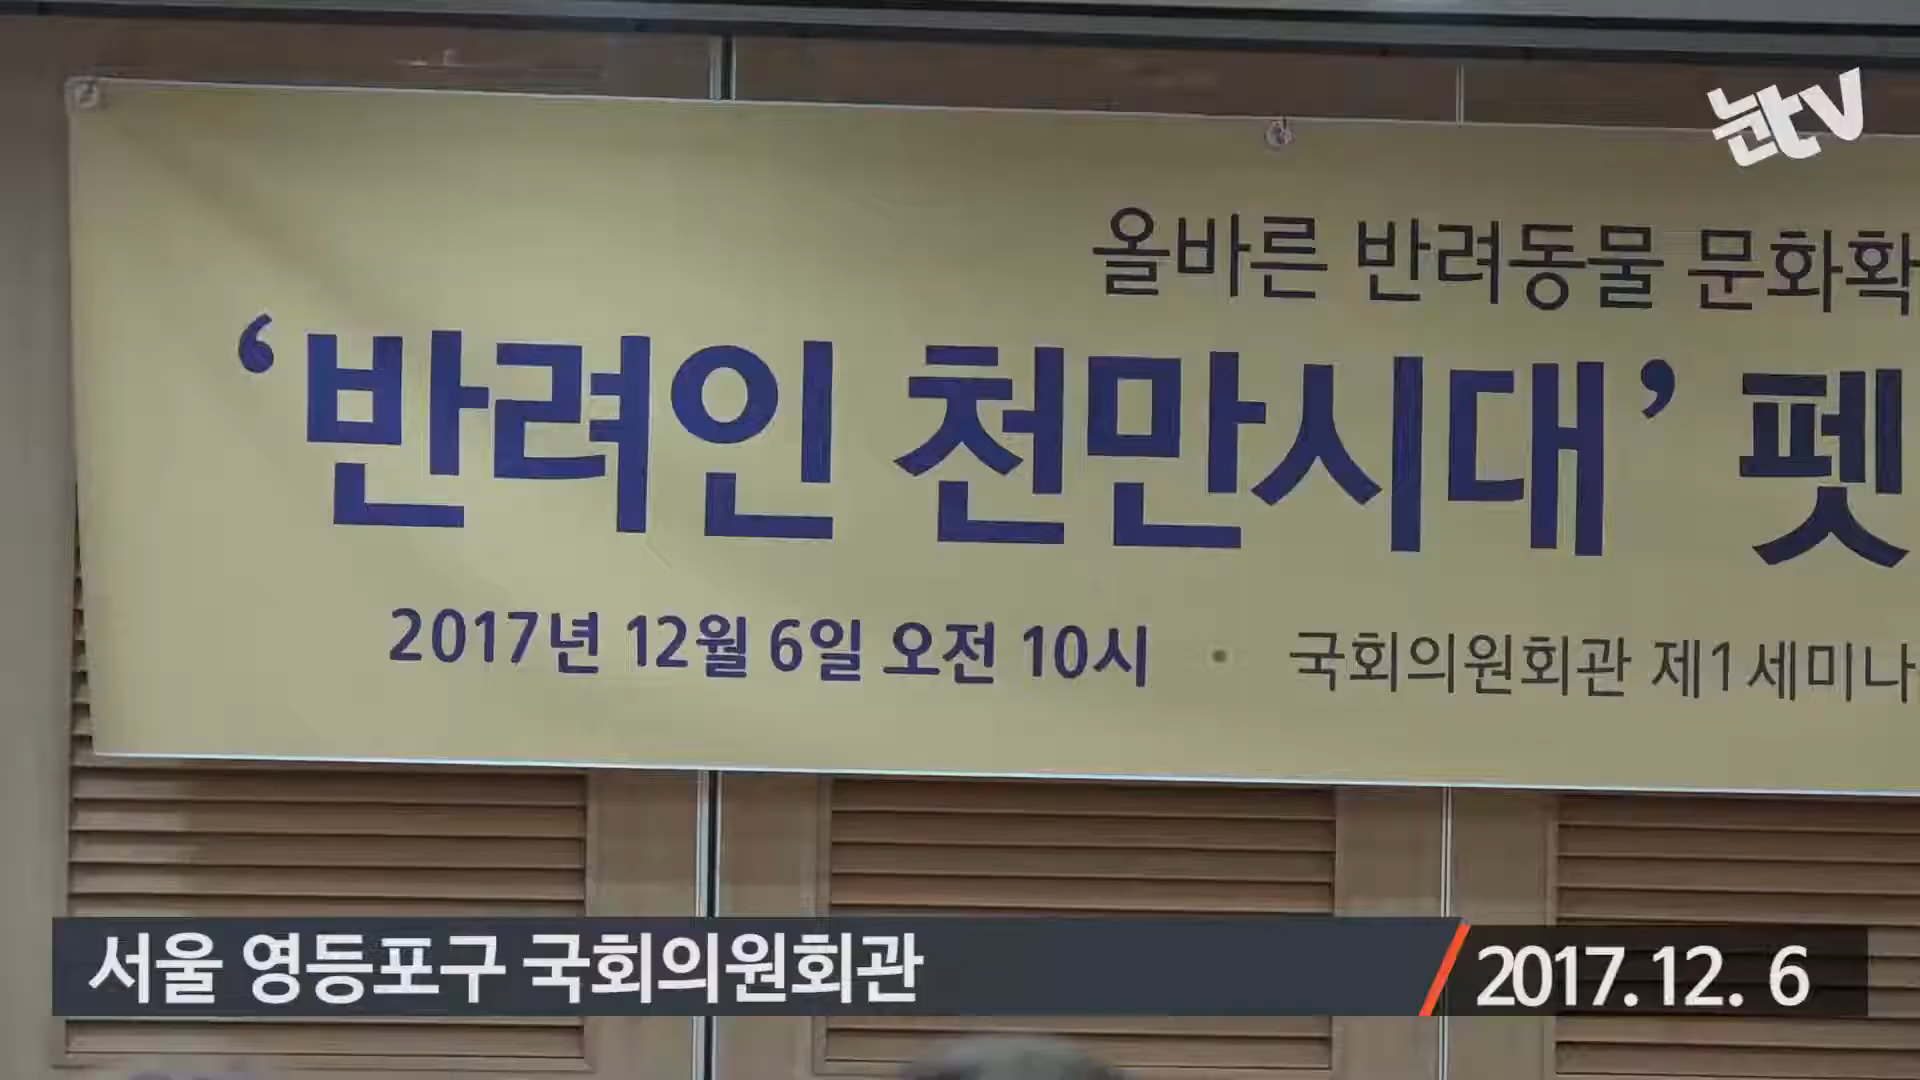 눈tv
올바른 반려동물 문화확
‘반려인 천만시대’ 펫
2017년 12월 6일 오전 10시 • 국회의원회관 제1세미나
서울 영등포구 국회의원회관
2017.12. 6